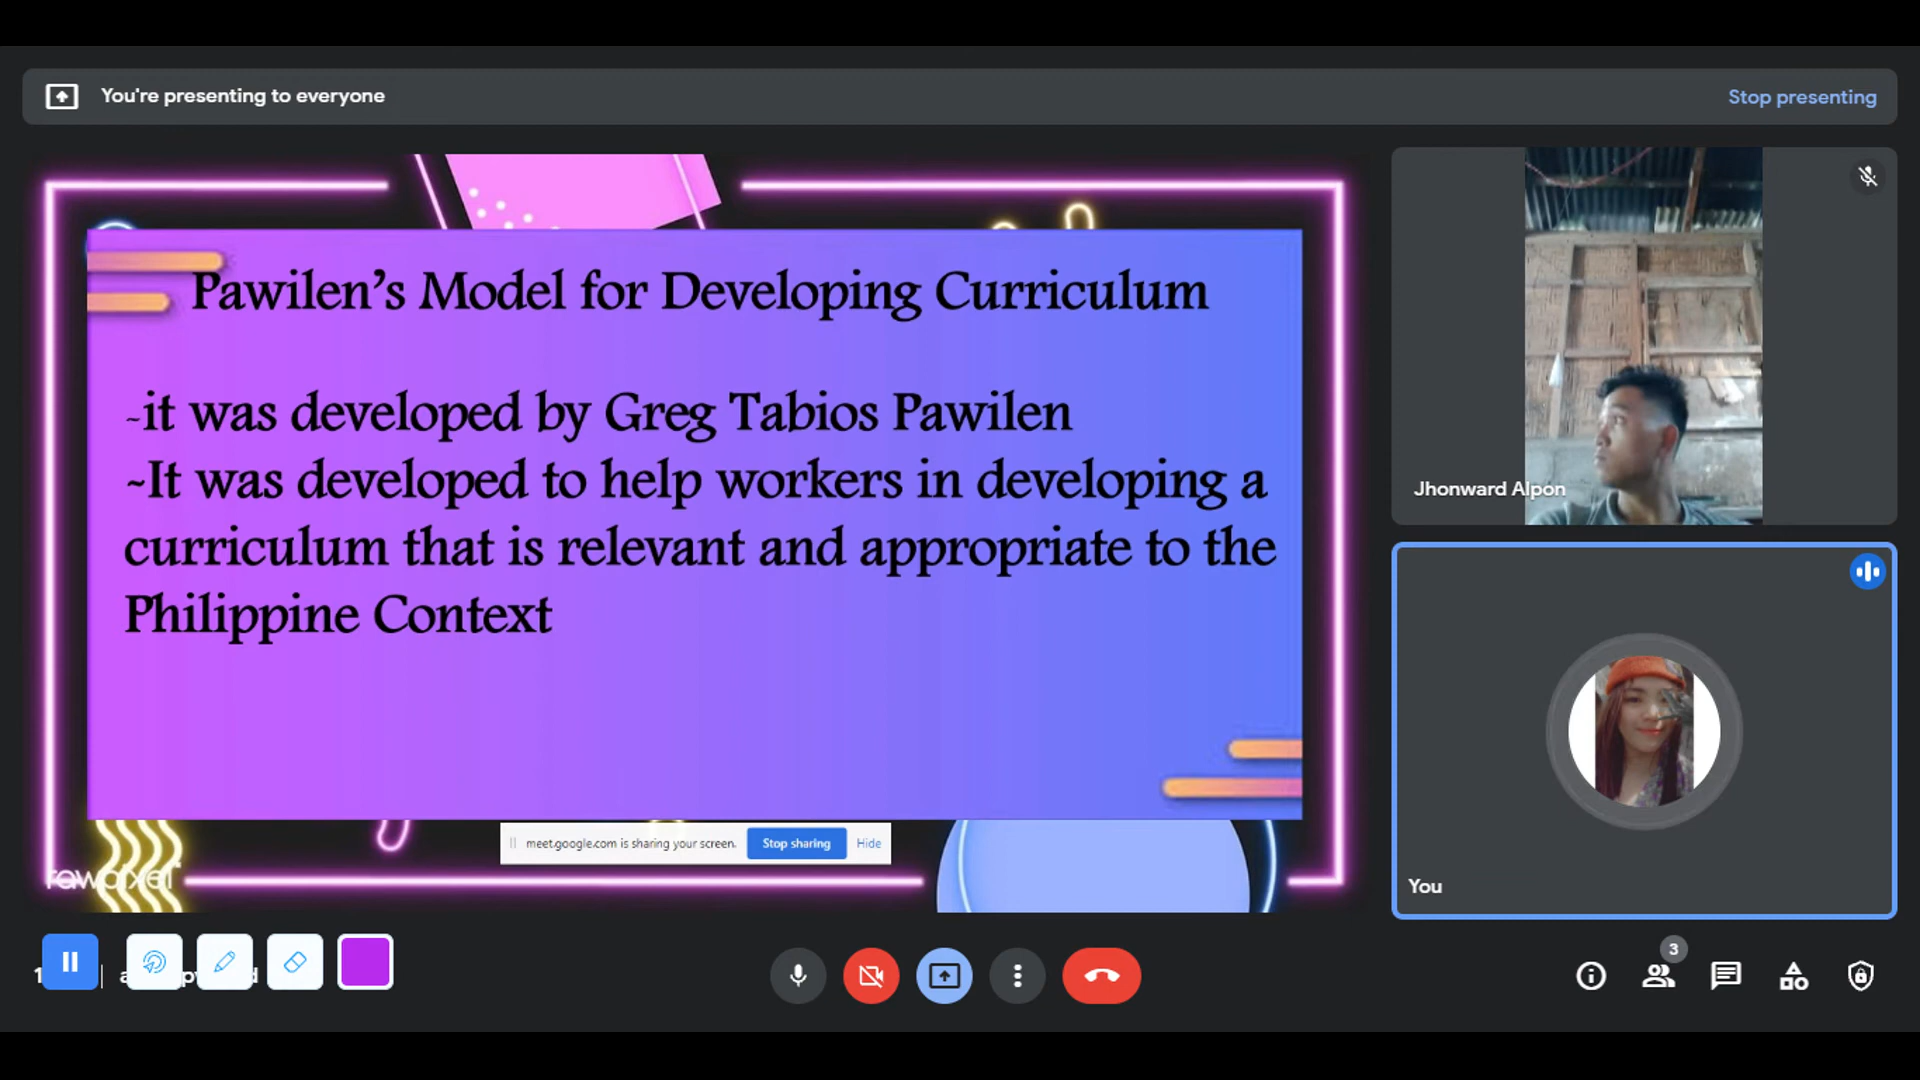 You're presenting to everyone
Stop presenting
Pawilen's Model for Developing Curriculum
~it was developed by Greg Tabios Pawilen
~It was developed to help workers in developing a
curriculum that is relevant and appropriate to the
Philippine Context
Jhonward Alpon
meet.google.com is sharing your screen.
Stop sharing
Hide
You
rawpixel
3